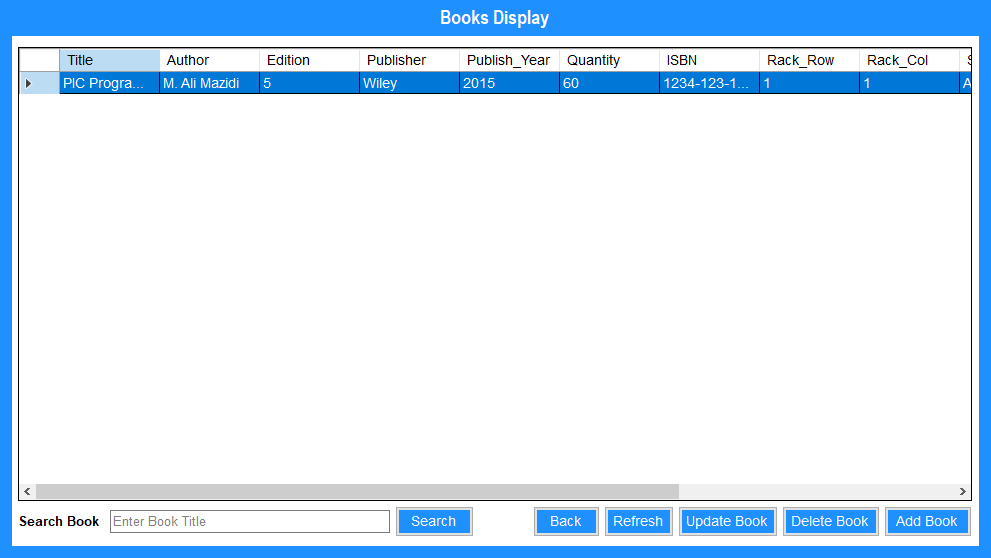 Books Display
Title Author Edition Publisher Publish_Year Quantity ISBN Rack_Row Rack_Col
PIC Progra... M. Ali Mazidi 5 Wiley 2015 60 1234-123-1... 1 1
Search Book Enter Book Title Search Back Refresh Update Book Delete Book Add Book